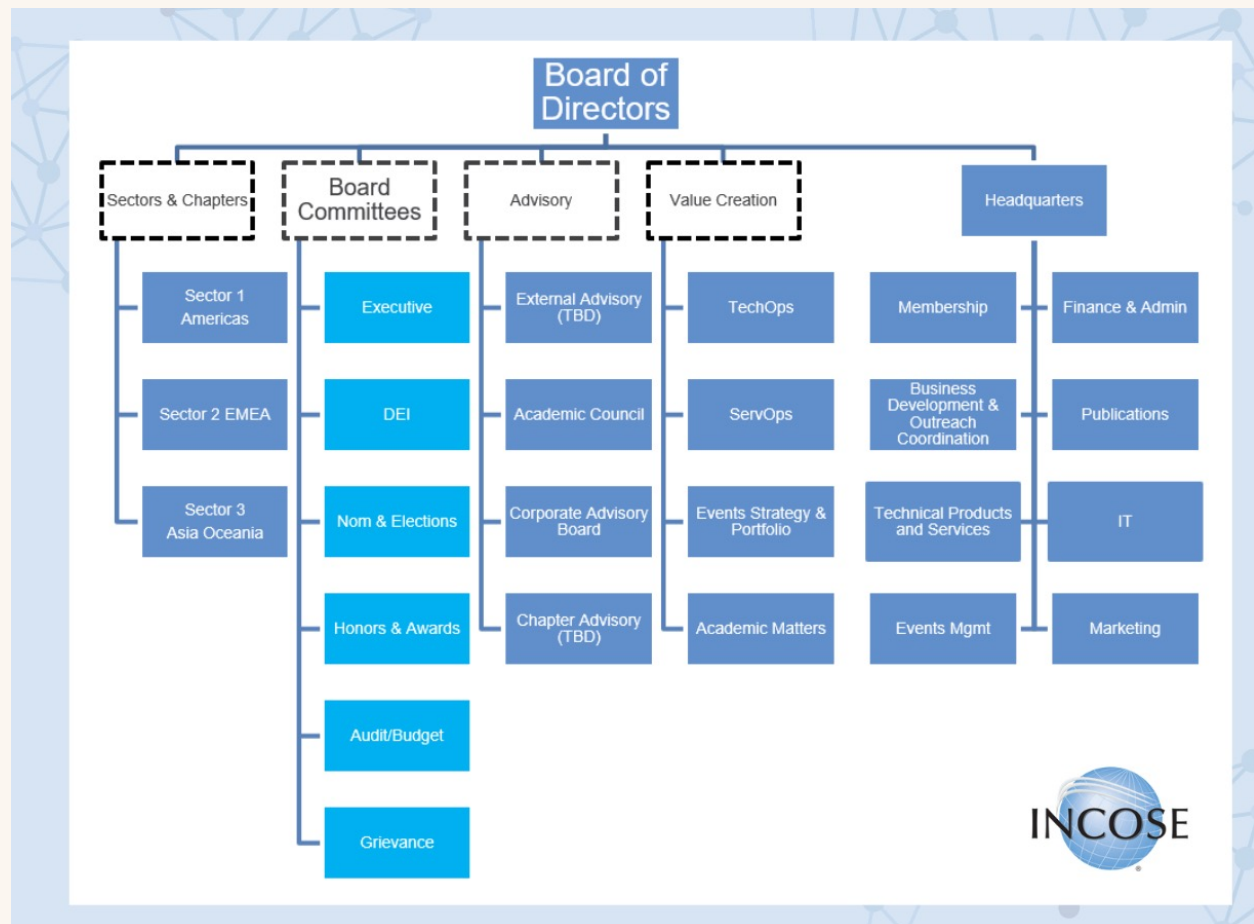 Board of
Directors
Sectors & Chapters
Board
Committees
Advisory
Value Creation
Headquarters
Sector 1
Americas
Executive
External Advisory
(TBD)
TechOps
Membership
Finance & Admin
Sector 2 EMEA
DEI
Academic Council
ServOps
Business
Development &
Outreach
Coordination
Publications
Sector 3
Asia Oceania
Nom & Elections
Corporate Advisory
Board
Events Strategy &
Portfolio
Technical Products
and Services
IT
Honors & Awards
Chapter Advisory
(TBD)
Academic Matters
Events Mgmt
Marketing
Audit/Budget
Grievance
INCOSE